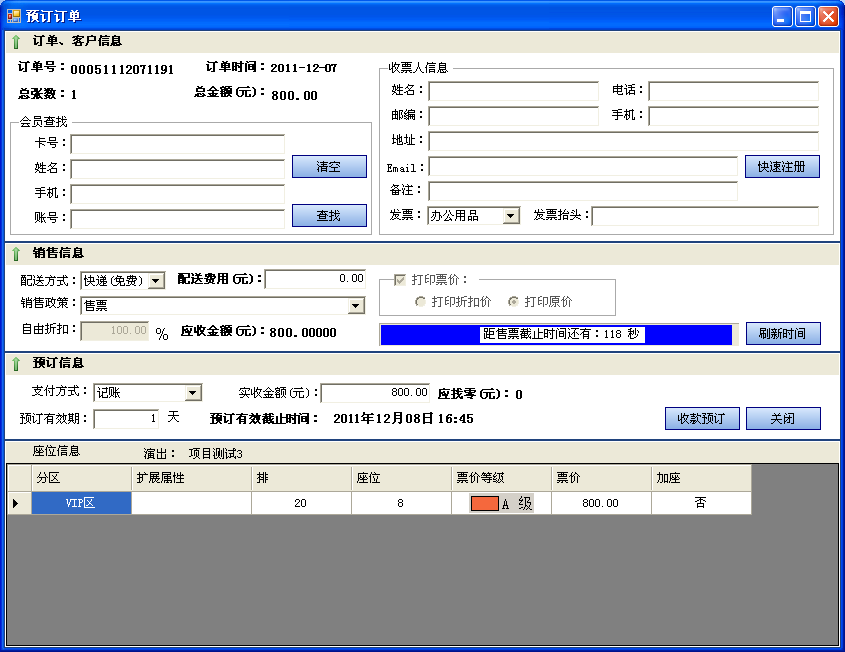 预订订单
订单、客户信息
订单号：00051112071191 订单时间：2011-12-07
总张数：1 总金额(元)：800.00
会员查找
卡号：
姓名：
手机：
账号：
清空
查找
收票人信息
姓名： 电话：
邮编： 手机：
地址：
Email： 快速注册
备注：
发票： 办公用品 发票抬头：
销售信息
配送方式： 快递(免费) 配送费用(元)： 0.00
销售政策： 售票
自由折扣： 100.00 % 应收金额(元)：800.00000
打印票价：
打印折扣价 打印原价
距售票截止时间还有：118 秒 刷新时间
预订信息
支付方式： 记账 实收金额(元)： 800.00 应找零(元)：0
预订有效期： 1 天 预订有效截止时间： 2011年12月08日 16:45
收款预订 关闭
座位信息 演出： 项目测试3
分区 扩展属性 排 座位 票价等级 票价 加座
VIP区 20 8 A 级 800.00 否